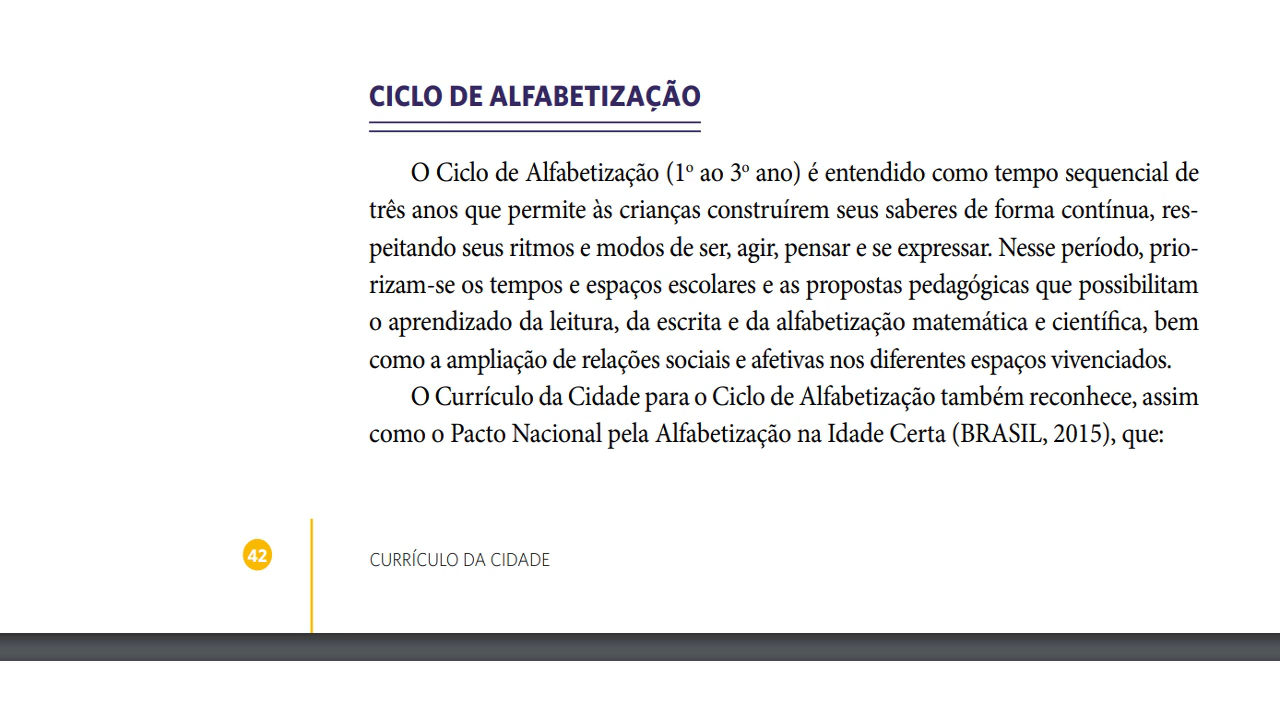 CICLO DE ALFABETIZAÇÃO
O Ciclo de Alfabetização (1º ao 3º ano) é entendido como tempo sequencial de
três anos que permite às crianças construírem seus saberes de forma contínua, res-
peitando seus ritmos e modos de ser, agir, pensar e se expressar. Nesse período, prio-
rizam-se os tempos e espaços escolares e as propostas pedagógicas que possibilitam
o aprendizado da leitura, da escrita e da alfabetização matemática e científica, bem
como a ampliação de relações sociais e afetivas nos diferentes espaços vivenciados.
O Currículo da Cidade para o Ciclo de Alfabetização também reconhece, assim
como o Pacto Nacional pela Alfabetização na Idade Certa (BRASIL, 2015), que:
42
CURRÍCULO DA CIDADE